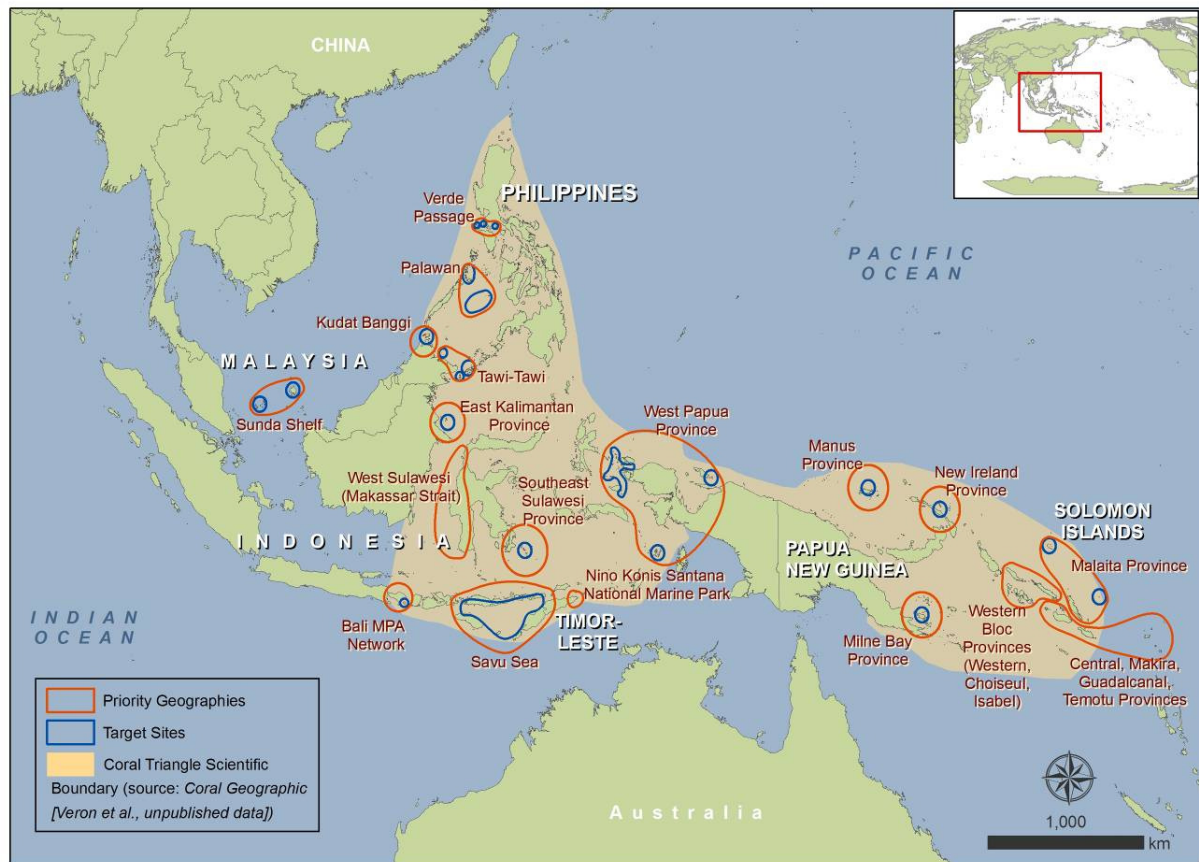 CHINA
PHILIPPINES
Verde
Passage
Palawan
PACIFIC
OCEAN
Kudat Banggi
MALAYSIA
Tawi-Tawi
Sunda Shelf
East Kalimantan
Province
West Papua
Province
Manus
Province
New Ireland
Province
West Sulawesi
(Makassar Strait)
Southeast
Sulawesi
Province
SOLOMON
ISLANDS
INDONESIA
PAPUA
NEW GUINEA
Malaita Province
Nino Konis Santana
National Marine Park
INDIAN
OCEAN
Bali MPA
Network
TIMOR-
LESTE
Savu Sea
Milne Bay
Province
Western
Bloc
Provinces
(Western,
Choiseul,
Isabel)
Central, Makira,
Guadalcanal,
Temotu Provinces
Priority Geographies
Target Sites
Coral Triangle Scientific
Boundary (source: Coral Geographic
[Veron et al., unpublished data])
Australia
1,000
km